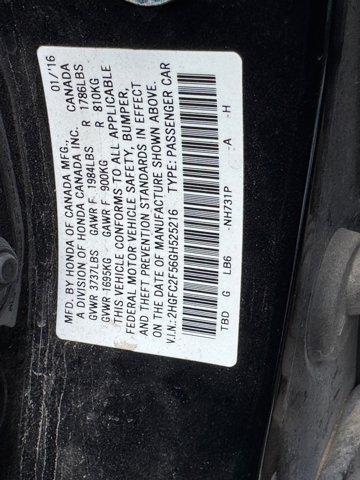 MFD. BY HONDA OF CANADA MFG., 01/16
A DIVISION OF HONDA CANADA INC. CANADA
GVWR 3737LBS GAWR F 1984LBS R 1786LBS
GVWR 1695KG GAWR F 900KG R 810KG
THIS VEHICLE CONFORMS TO ALL APPLICABLE
FEDERAL MOTOR VEHICLE SAFETY, BUMPER,
AND THEFT PREVENTION STANDARDS IN EFFECT
ON THE DATE OF MANUFACTURE SHOWN ABOVE.
V.I.N.: 2HGFC2F56GH525216 TYPE: PASSENGER CAR
TBD G LB6 -NH731P A H